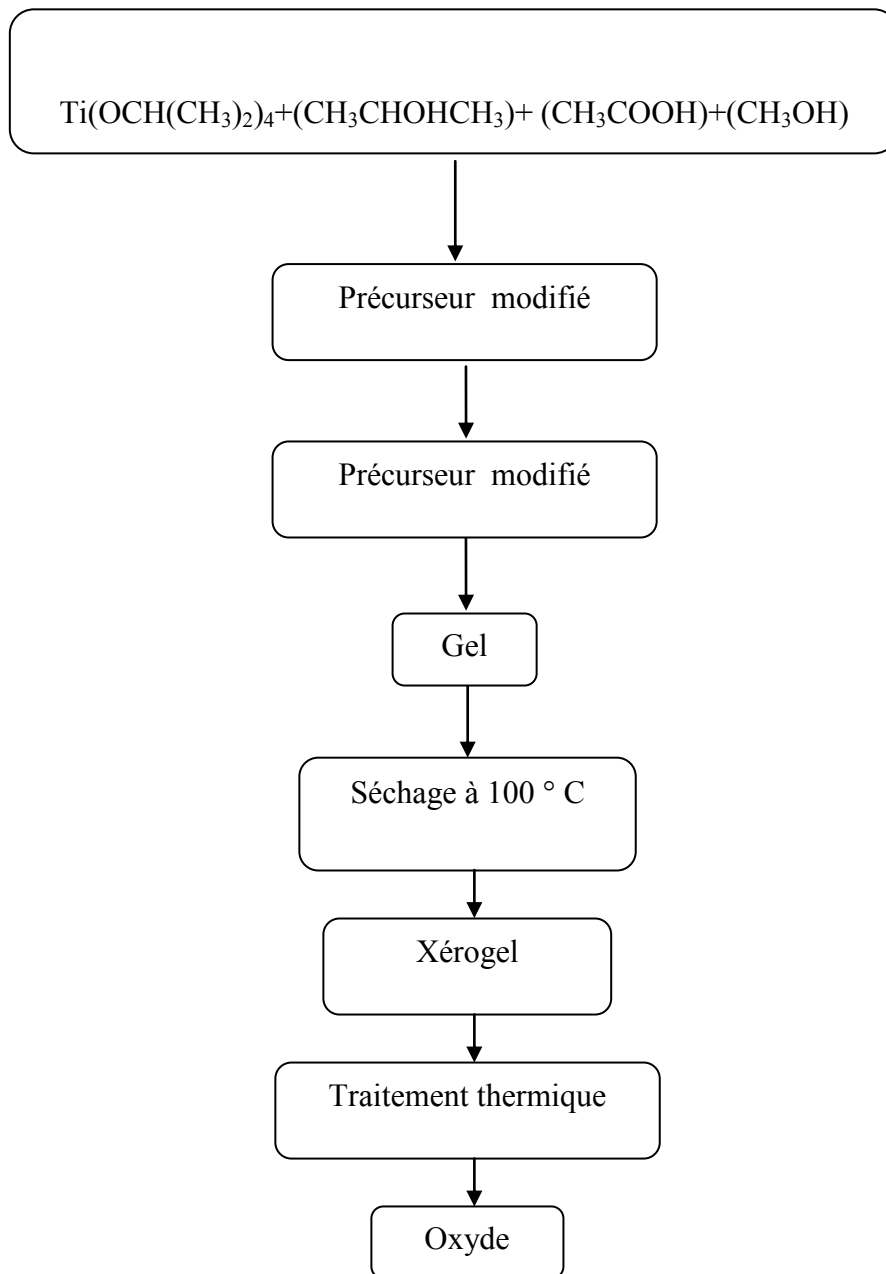 Ti(OCH(CH₃)₂)₄+(CH₃CHOHCH₃)+ (CH₃COOH)+(CH₃OH)
Précurseur modifié
Précurseur modifié
Gel
Séchage à 100 ° C
Xérogel
Traitement thermique
Oxyde